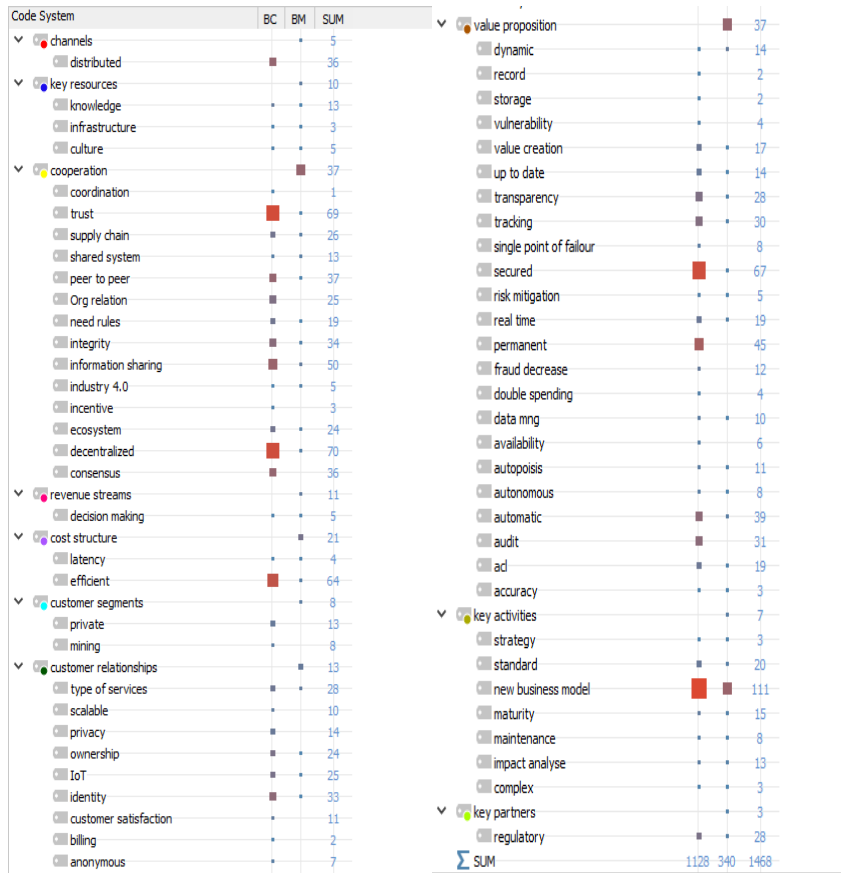 Code System BC BM SUM
channels 5
distributed 36
key resources 10
knowledge 13
infrastructure 3
culture 5
cooperation 37
coordination 1
trust 69
supply chain 26
shared system 13
peer to peer 37
Org relation 25
need rules 19
integrity 34
information sharing 50
industry 4.0 5
incentive 3
ecosystem 24
decentralized 70
consensus 36
revenue streams 11
decision making 5
cost structure 21
latency 4
efficient 64
customer segments 8
private 13
mining 8
customer relationships 13
type of services 28
scalable 10
privacy 14
ownership 24
IoT 25
identity 33
customer satisfaction 11
billing 2
anonymous 7
value proposition 37
dynamic 14
record 2
storage 2
vulnerability 4
value creation 17
up to date 14
transparency 28
tracking 30
single point of failour 8
secured 67
risk mitigation 5
real time 19
permanent 45
fraud decrease 12
double spending 4
data mng 10
availability 6
autopoisis 11
autonomous 8
automatic 39
audit 31
acl 19
accuracy 3
key activities 7
strategy 3
standard 20
new business model 111
maturity 15
maintenance 8
impact analyse 13
complex 3
key partners 3
regulatory 28
Σ SUM 1128 340 1468